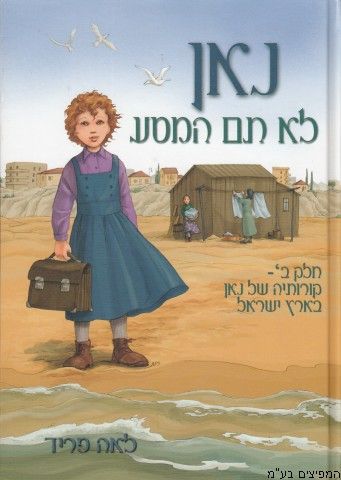 נאן
לא תם המסע
חלק ב'-
קורותיה של נאן
בארץ ישראל
לאה פריד
המפיצים בע"מ